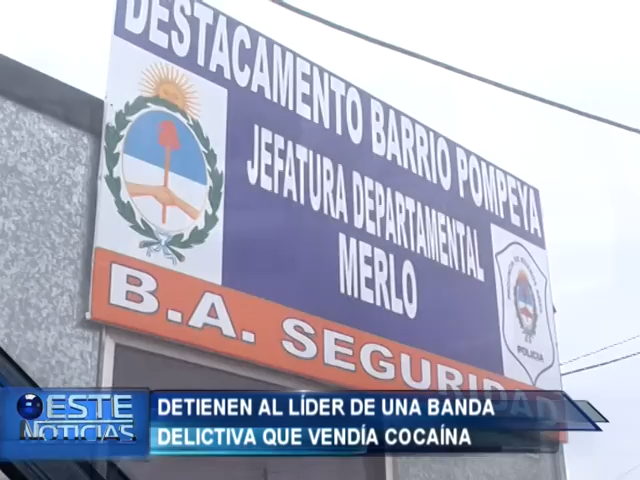 DESTACAMENTO BARRIO POMPEYA
JEFATURA DEPARTAMENTAL
MERLO
B.A. SEGURIDAD
POLICIA
OESTE
NOTICIAS
DETIENEN AL LÍDER DE UNA BANDA
DELICTIVA QUE VENDÍA COCAÍNA